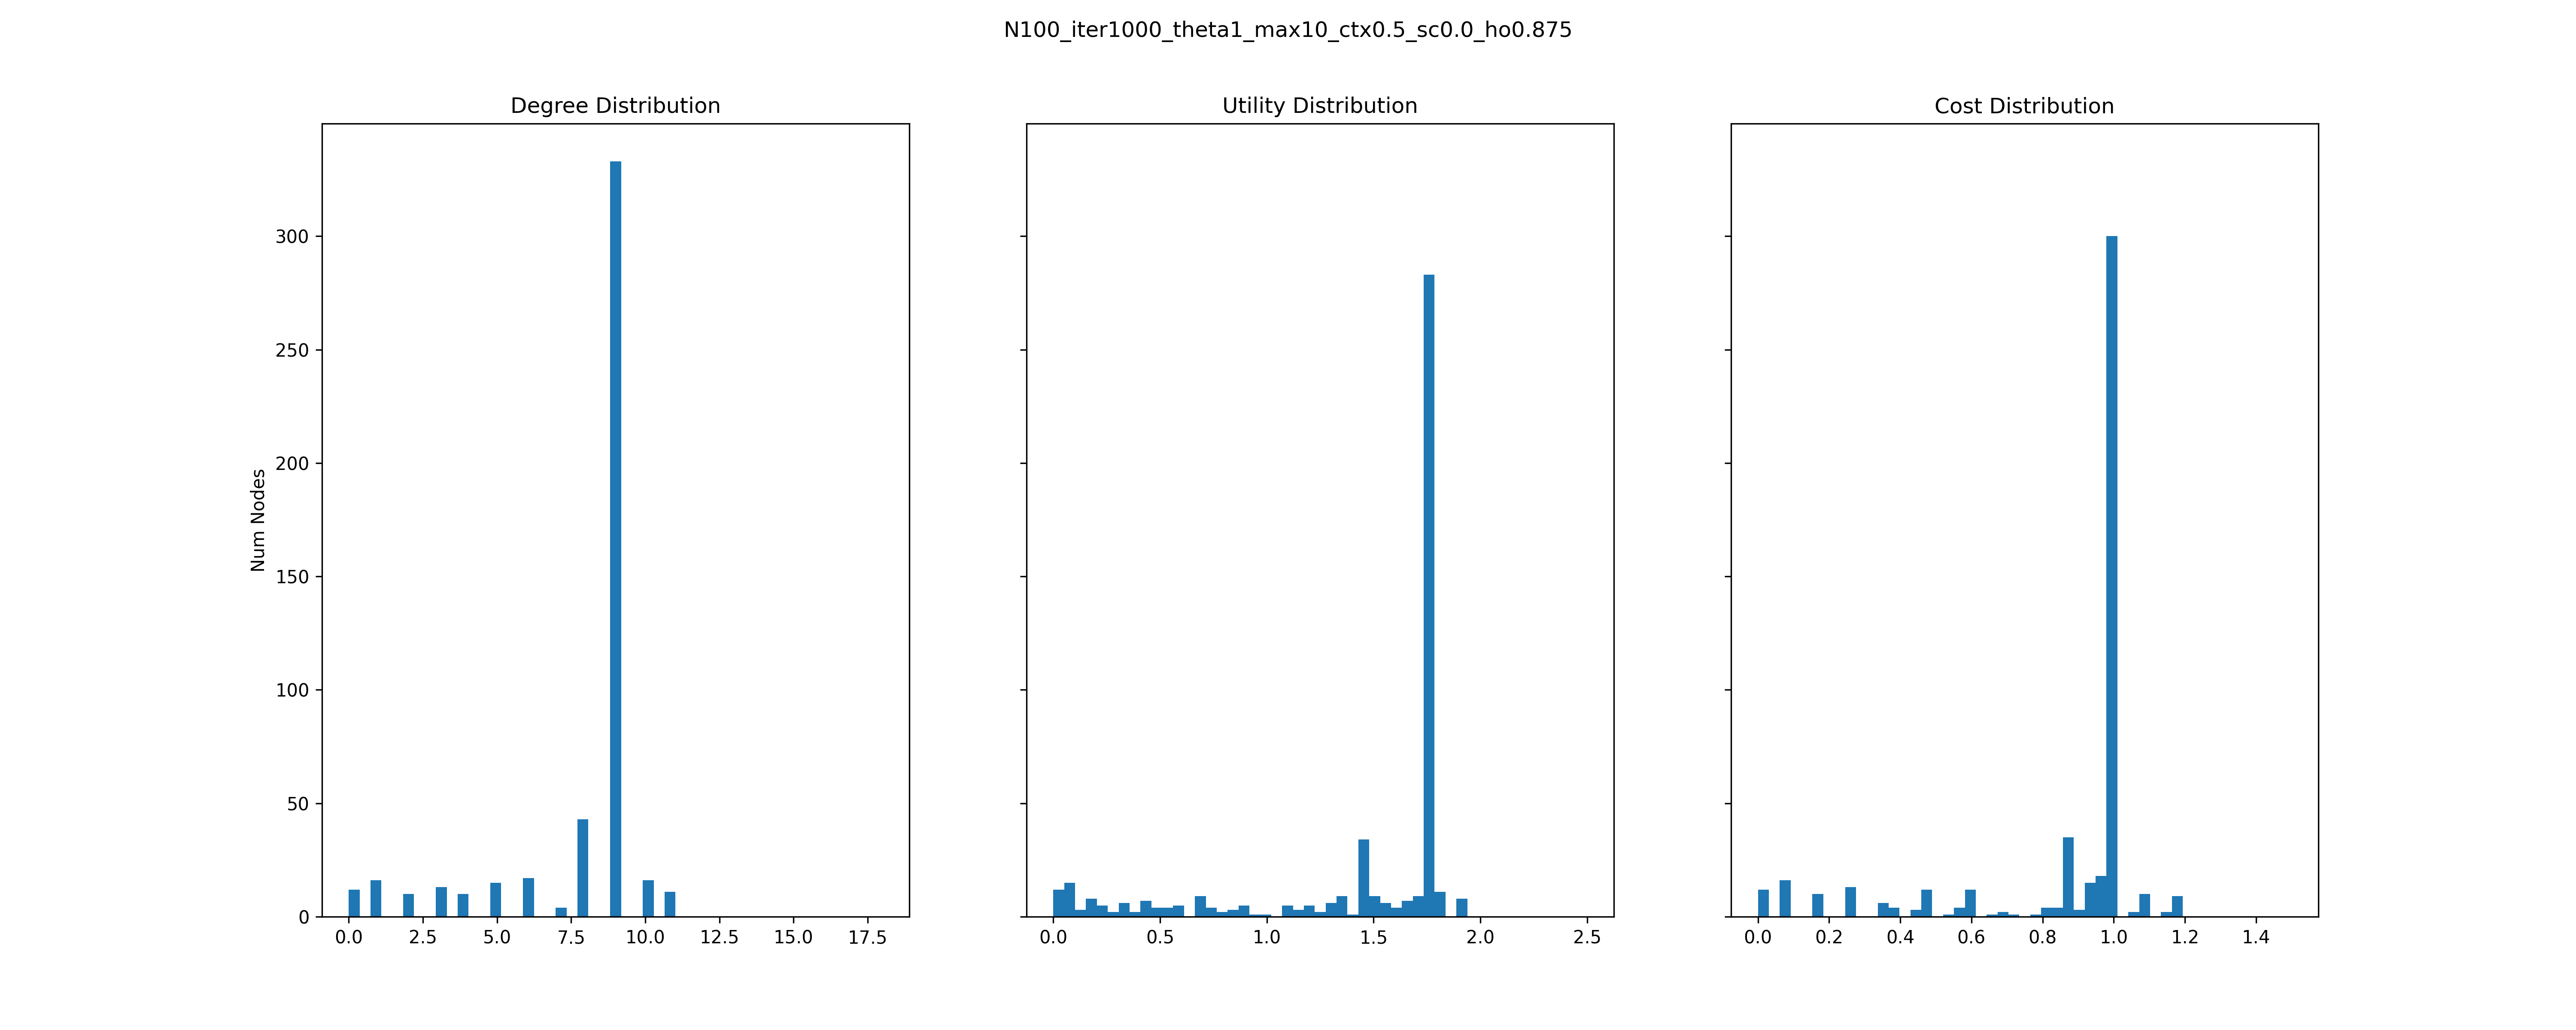 N100_iter1000_theta1_max10_ctx0.5_sc0.0_ho0.875
Degree Distribution
Num Nodes
300
250
200
150
100
50
0
0.0 2.5 5.0 7.5 10.0 12.5 15.0 17.5
Utility Distribution
0.0 0.5 1.0 1.5 2.0 2.5
Cost Distribution
0.0 0.2 0.4 0.6 0.8 1.0 1.2 1.4